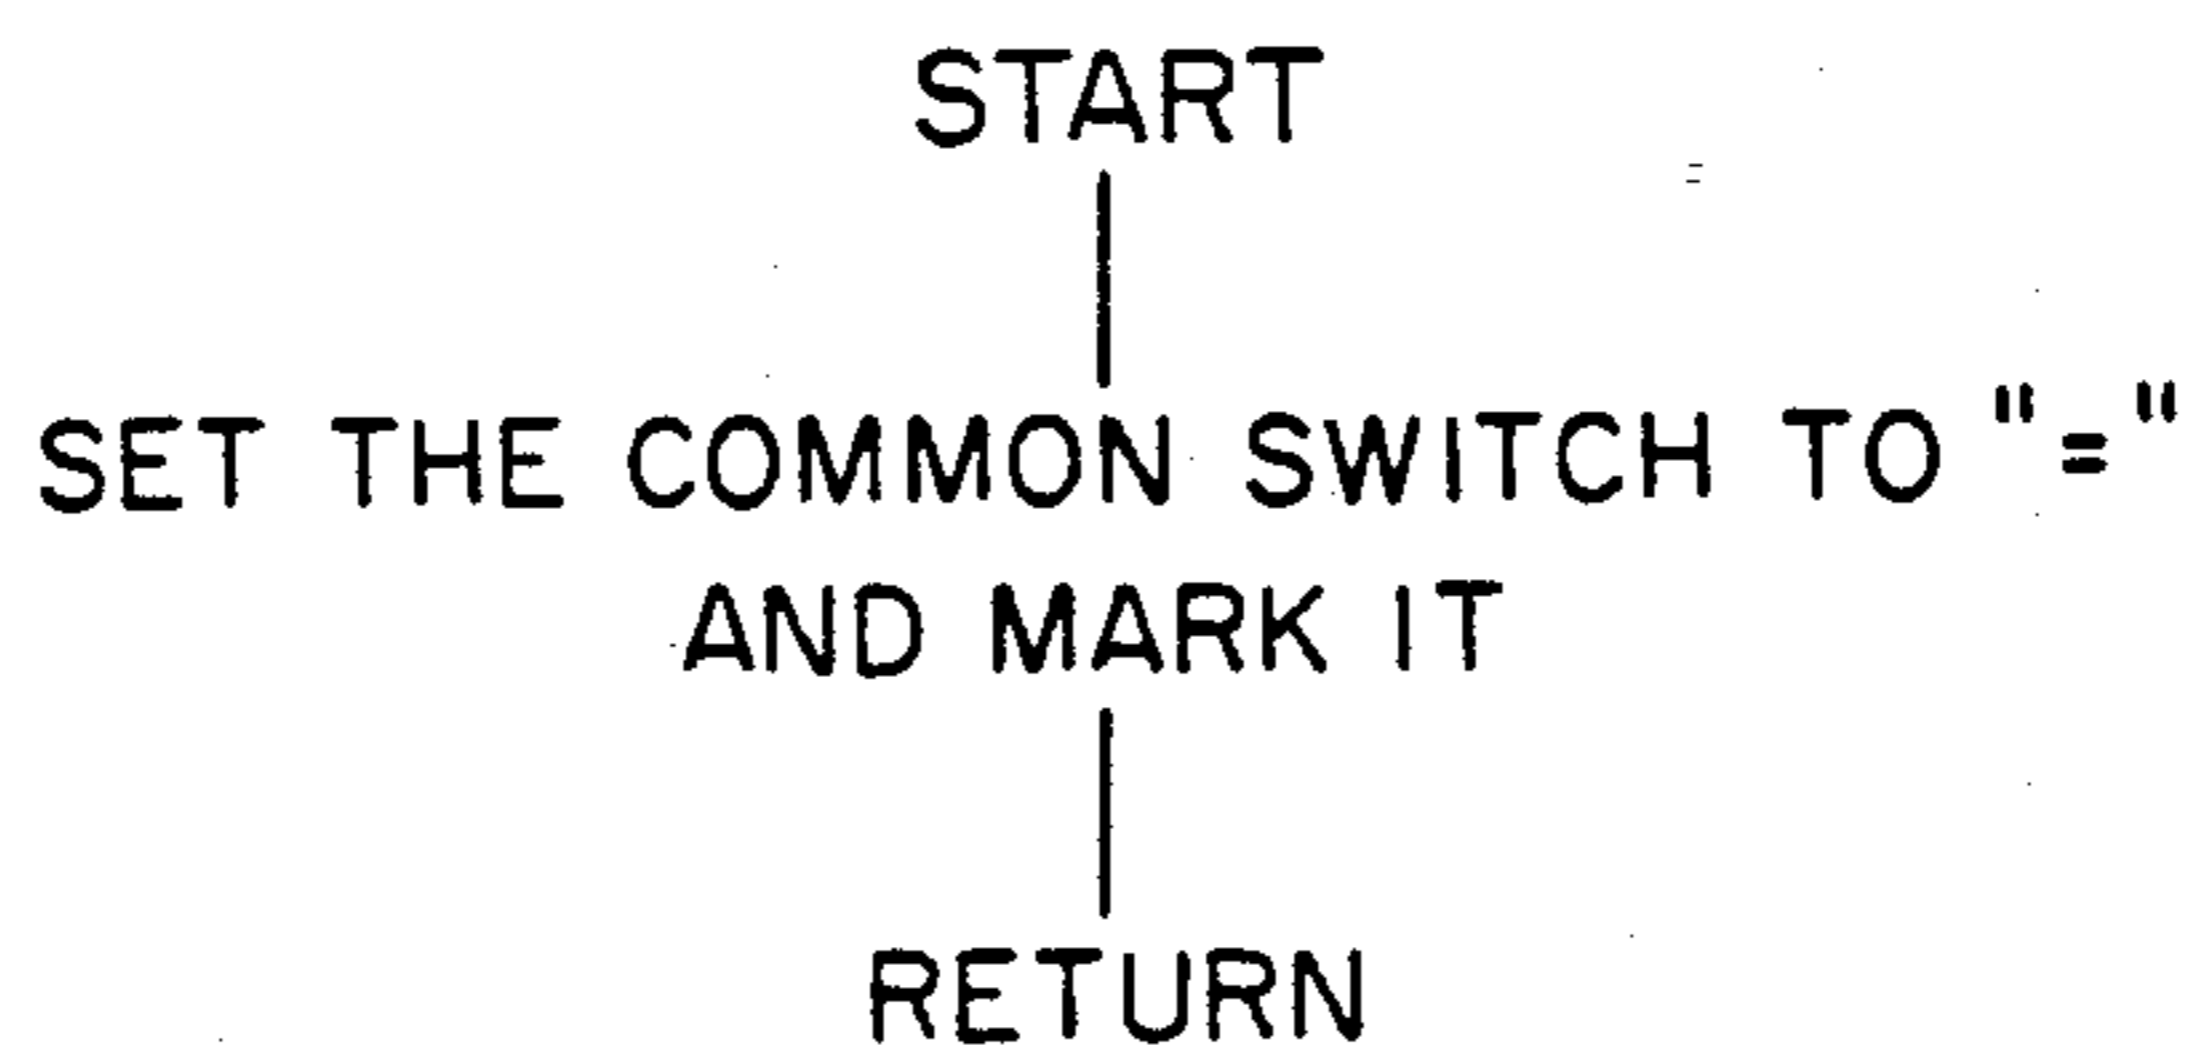 START
SET THE COMMON SWITCH TO "="
AND MARK IT
RETURN